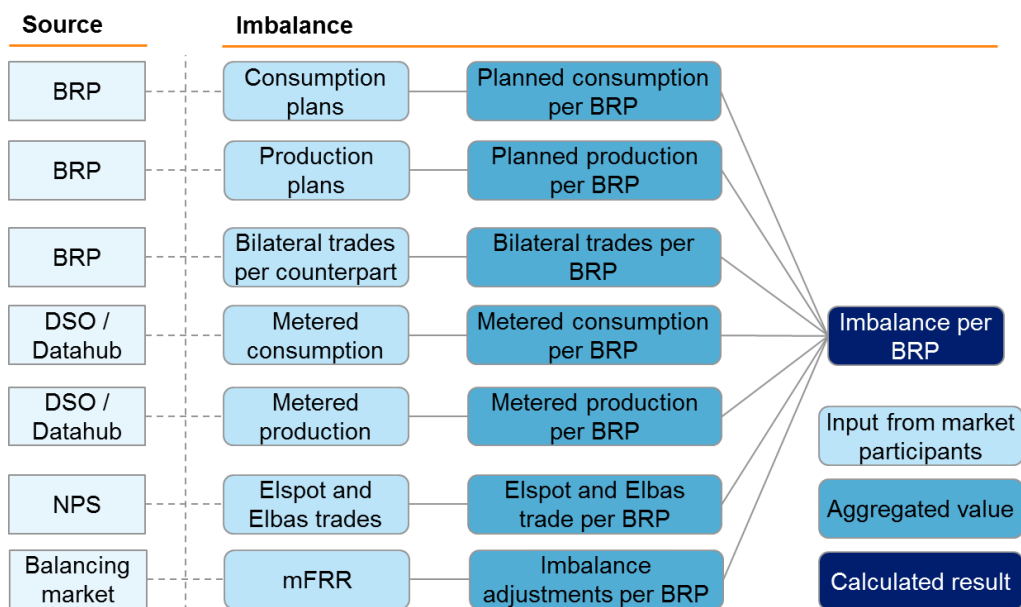 Source
Imbalance
BRP
Consumption
plans
Planned consumption
per BRP
BRP
Production
plans
Planned production
per BRP
BRP
Bilateral trades
per counterpart
Bilateral trades per
BRP
DSO /
Datahub
Metered
consumption
Metered consumption
per BRP
Imbalance per
BRP
DSO /
Datahub
Metered
production
Metered production
per BRP
Input from market
participants
NPS
Elspot and
Elbas trades
Elspot and Elbas
trade per BRP
Aggregated value
Balancing
market
mFRR
Imbalance
adjustments per BRP
Calculated result